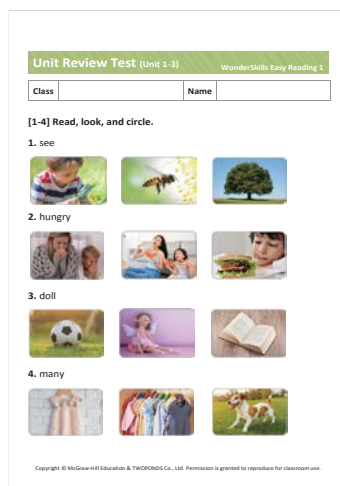 Unit Review Test (Unit 1-3)
WonderSkills Easy Reading 1
Class
Name
[1-4] Read, look, and circle.
1. see
2. hungry
3. doll
4. many
Copyright © McGraw-Hill Education & TWOPONDS Co., Ltd. Permission is granted to reproduce for classroom use.